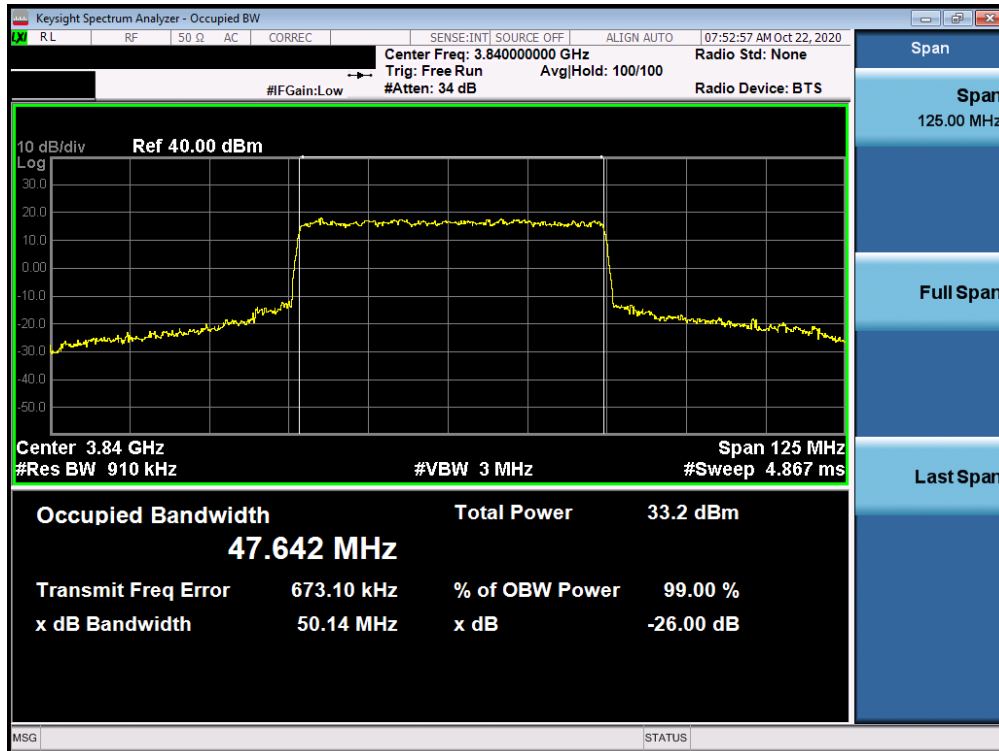 Keysight Spectrum Analyzer - Occupied BW
LXI RL RF 50 Ω AC CORREC SENSE:INT SOURCE OFF ALIGN AUTO 07:52:57 AM Oct 22, 2020
Center Freq: 3.840000000 GHz Radio Std: None
Trig: Free Run Avg|Hold: 100/100
#IFGain:Low #Atten: 34 dB Radio Device: BTS
10 dB/div Ref 40.00 dBm
Log
30.0
20.0
10.0
0.00
-10.0
-20.0
-30.0
-40.0
-50.0
Center 3.84 GHz Span 125 MHz
#Res BW 910 kHz #VBW 3 MHz #Sweep 4.867 ms
Occupied Bandwidth Total Power 33.2 dBm
47.642 MHz
Transmit Freq Error 673.10 kHz % of OBW Power 99.00 %
x dB Bandwidth 50.14 MHz x dB -26.00 dB
MSG STATUS
Span
Span
125.00 MHz
Full Span
Last Span